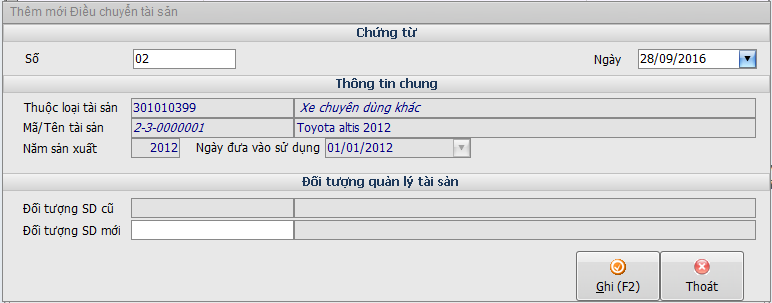 Thêm mới Điều chuyển tài sản
Chứng từ
Số 02 Ngày 28/09/2016
Thông tin chung
Thuộc loại tài sản 301010399 Xe chuyên dùng khác
Mã/Tên tài sản 2-3-0000001 Toyota altis 2012
Năm sản xuất 2012 Ngày đưa vào sử dụng 01/01/2012
Đối tượng quản lý tài sản
Đối tượng SD cũ
Đối tượng SD mới
Ghi (F2) Thoát